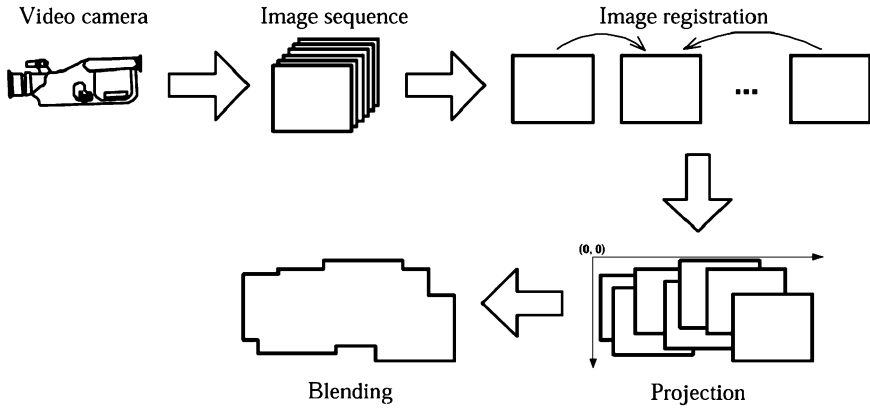 Video camera
Image sequence
Image registration
...
(0, 0)
Blending
Projection